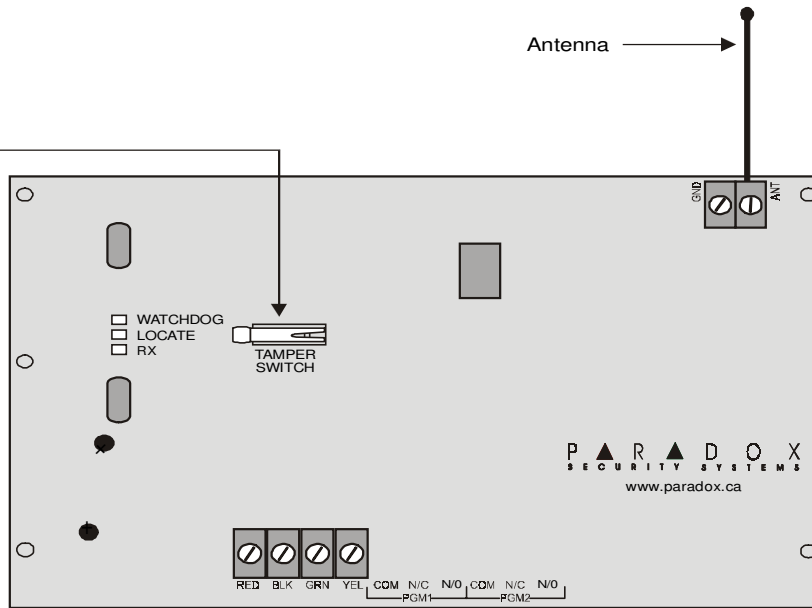 Antenna
GND
ANT
WATCHDOG
LOCATE
RX
TAMPER
SWITCH
PARADOX
SECURITY SYSTEMS
www.paradox.ca
RED BLK GRN YEL COM N/C N/O COM N/C N/O
PGM1 PGM2